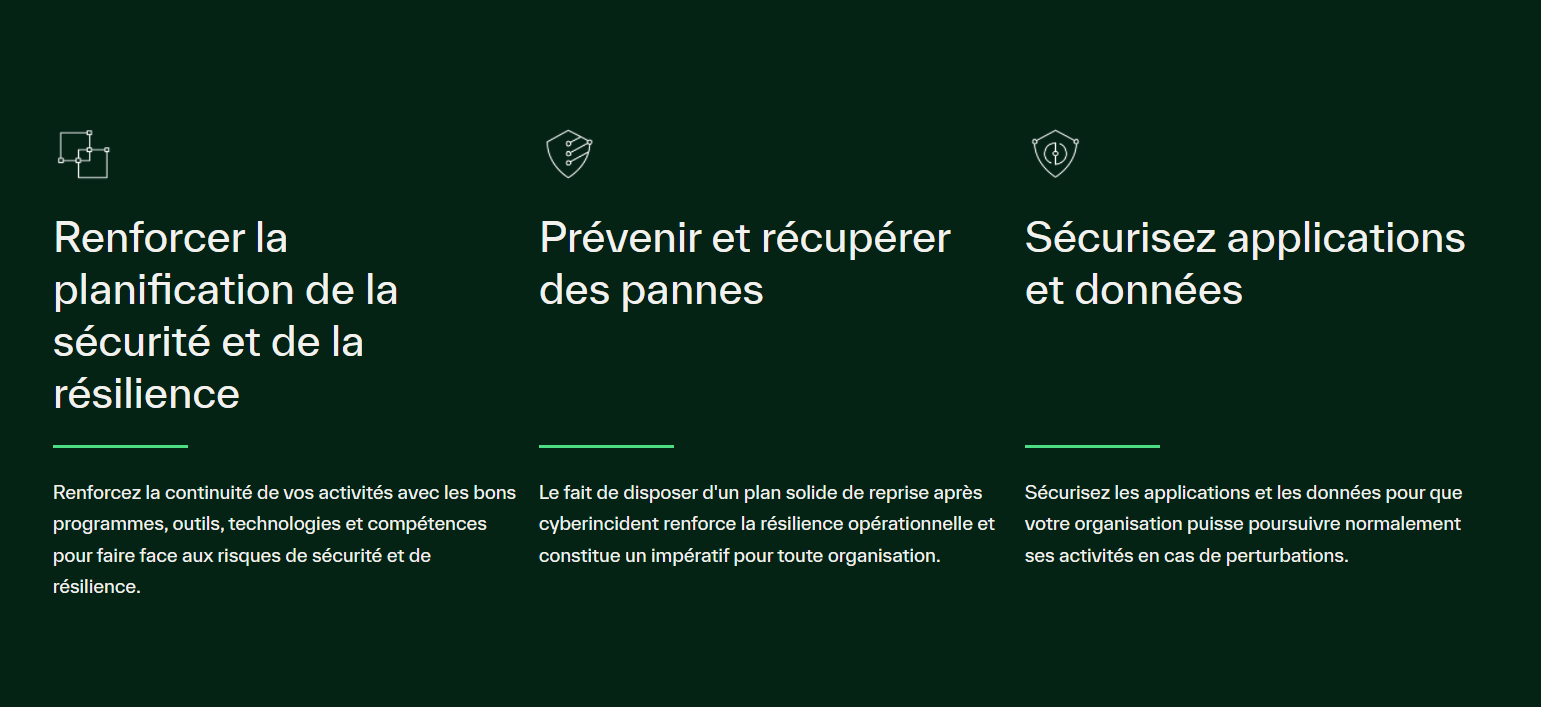 Renforcer la
planification de la
sécurité et de la
résilience
Renforcez la continuité de vos activités avec les bons
programmes, outils, technologies et compétences
pour faire face aux risques de sécurité et de
résilience.
Prévenir et récupérer
des pannes
Le fait de disposer d'un plan solide de reprise après
cyberincident renforce la résilience opérationnelle et
constitue un impératif pour toute organisation.
Sécurisez applications
et données
Sécurisez les applications et les données pour que
votre organisation puisse poursuivre normalement
ses activités en cas de perturbations.